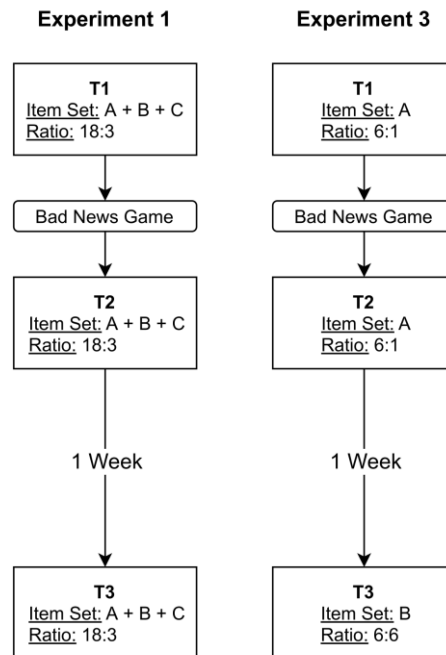 Experiment 1
T1
Item Set: A + B + C
Ratio: 18:3
Bad News Game
T2
Item Set: A + B + C
Ratio: 18:3
1 Week
T3
Item Set: A + B + C
Ratio: 18:3
Experiment 3
T1
Item Set: A
Ratio: 6:1
Bad News Game
T2
Item Set: A
Ratio: 6:1
1 Week
T3
Item Set: B
Ratio: 6:6